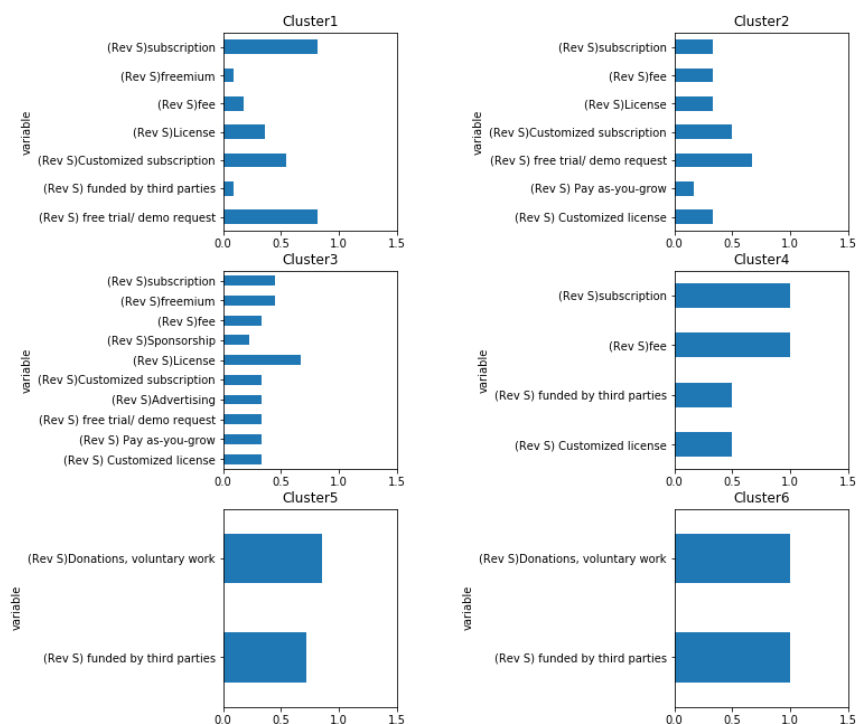 Cluster1
variable
(Rev S)subscription
(Rev S)freemium
(Rev S)fee
(Rev S)License
(Rev S)Customized subscription
(Rev S) funded by third parties
(Rev S) free trial/ demo request
0.0 0.5 1.0 1.5
Cluster2
variable
(Rev S)subscription
(Rev S)fee
(Rev S)License
(Rev S)Customized subscription
(Rev S) free trial/ demo request
(Rev S) Pay as-you-grow
(Rev S) Customized license
0.0 0.5 1.0 1.5
Cluster3
variable
(Rev S)subscription
(Rev S)freemium
(Rev S)fee
(Rev S)Sponsorship
(Rev S)License
(Rev S)Customized subscription
(Rev S)Advertising
(Rev S) free trial/ demo request
(Rev S) Pay as-you-grow
(Rev S) Customized license
0.0 0.5 1.0 1.5
Cluster4
variable
(Rev S)subscription
(Rev S)fee
(Rev S) funded by third parties
(Rev S) Customized license
0.0 0.5 1.0 1.5
Cluster5
variable
(Rev S)Donations, voluntary work
(Rev S) funded by third parties
0.0 0.5 1.0 1.5
Cluster6
variable
(Rev S)Donations, voluntary work
(Rev S) funded by third parties
0.0 0.5 1.0 1.5